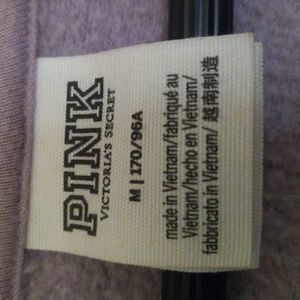 PINK
VICTORIA'S SECRET
M | 170/96A
made in Vietnam/fabriqué au
Vietnam/hecho en Vietnam/
fabbricato in Vietnam/ 越南制造